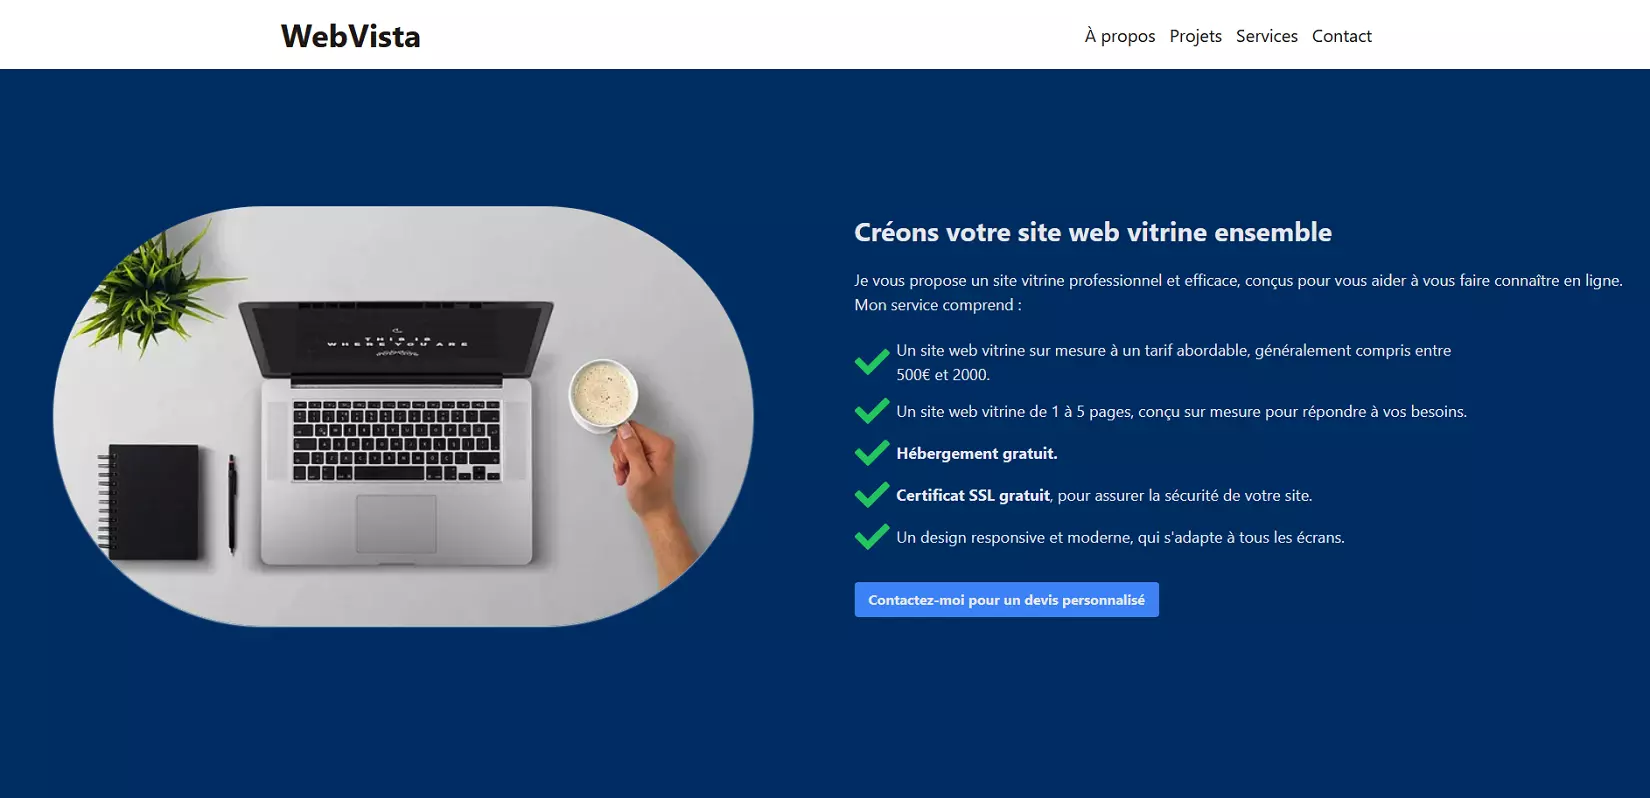 WebVista
À propos Projets Services Contact
Créons votre site web vitrine ensemble
Je vous propose un site vitrine professionnel et efficace, conçus pour vous aider à vous faire connaître en ligne.
Mon service comprend :
Un site web vitrine sur mesure à un tarif abordable, généralement compris entre
500€ et 2000.
Un site web vitrine de 1 à 5 pages, conçu sur mesure pour répondre à vos besoins.
Hébergement gratuit.
Certificat SSL gratuit, pour assurer la sécurité de votre site.
Un design responsive et moderne, qui s'adapte à tous les écrans.
Contactez-moi pour un devis personnalisé
THIS IS
WHERE YOU ARE